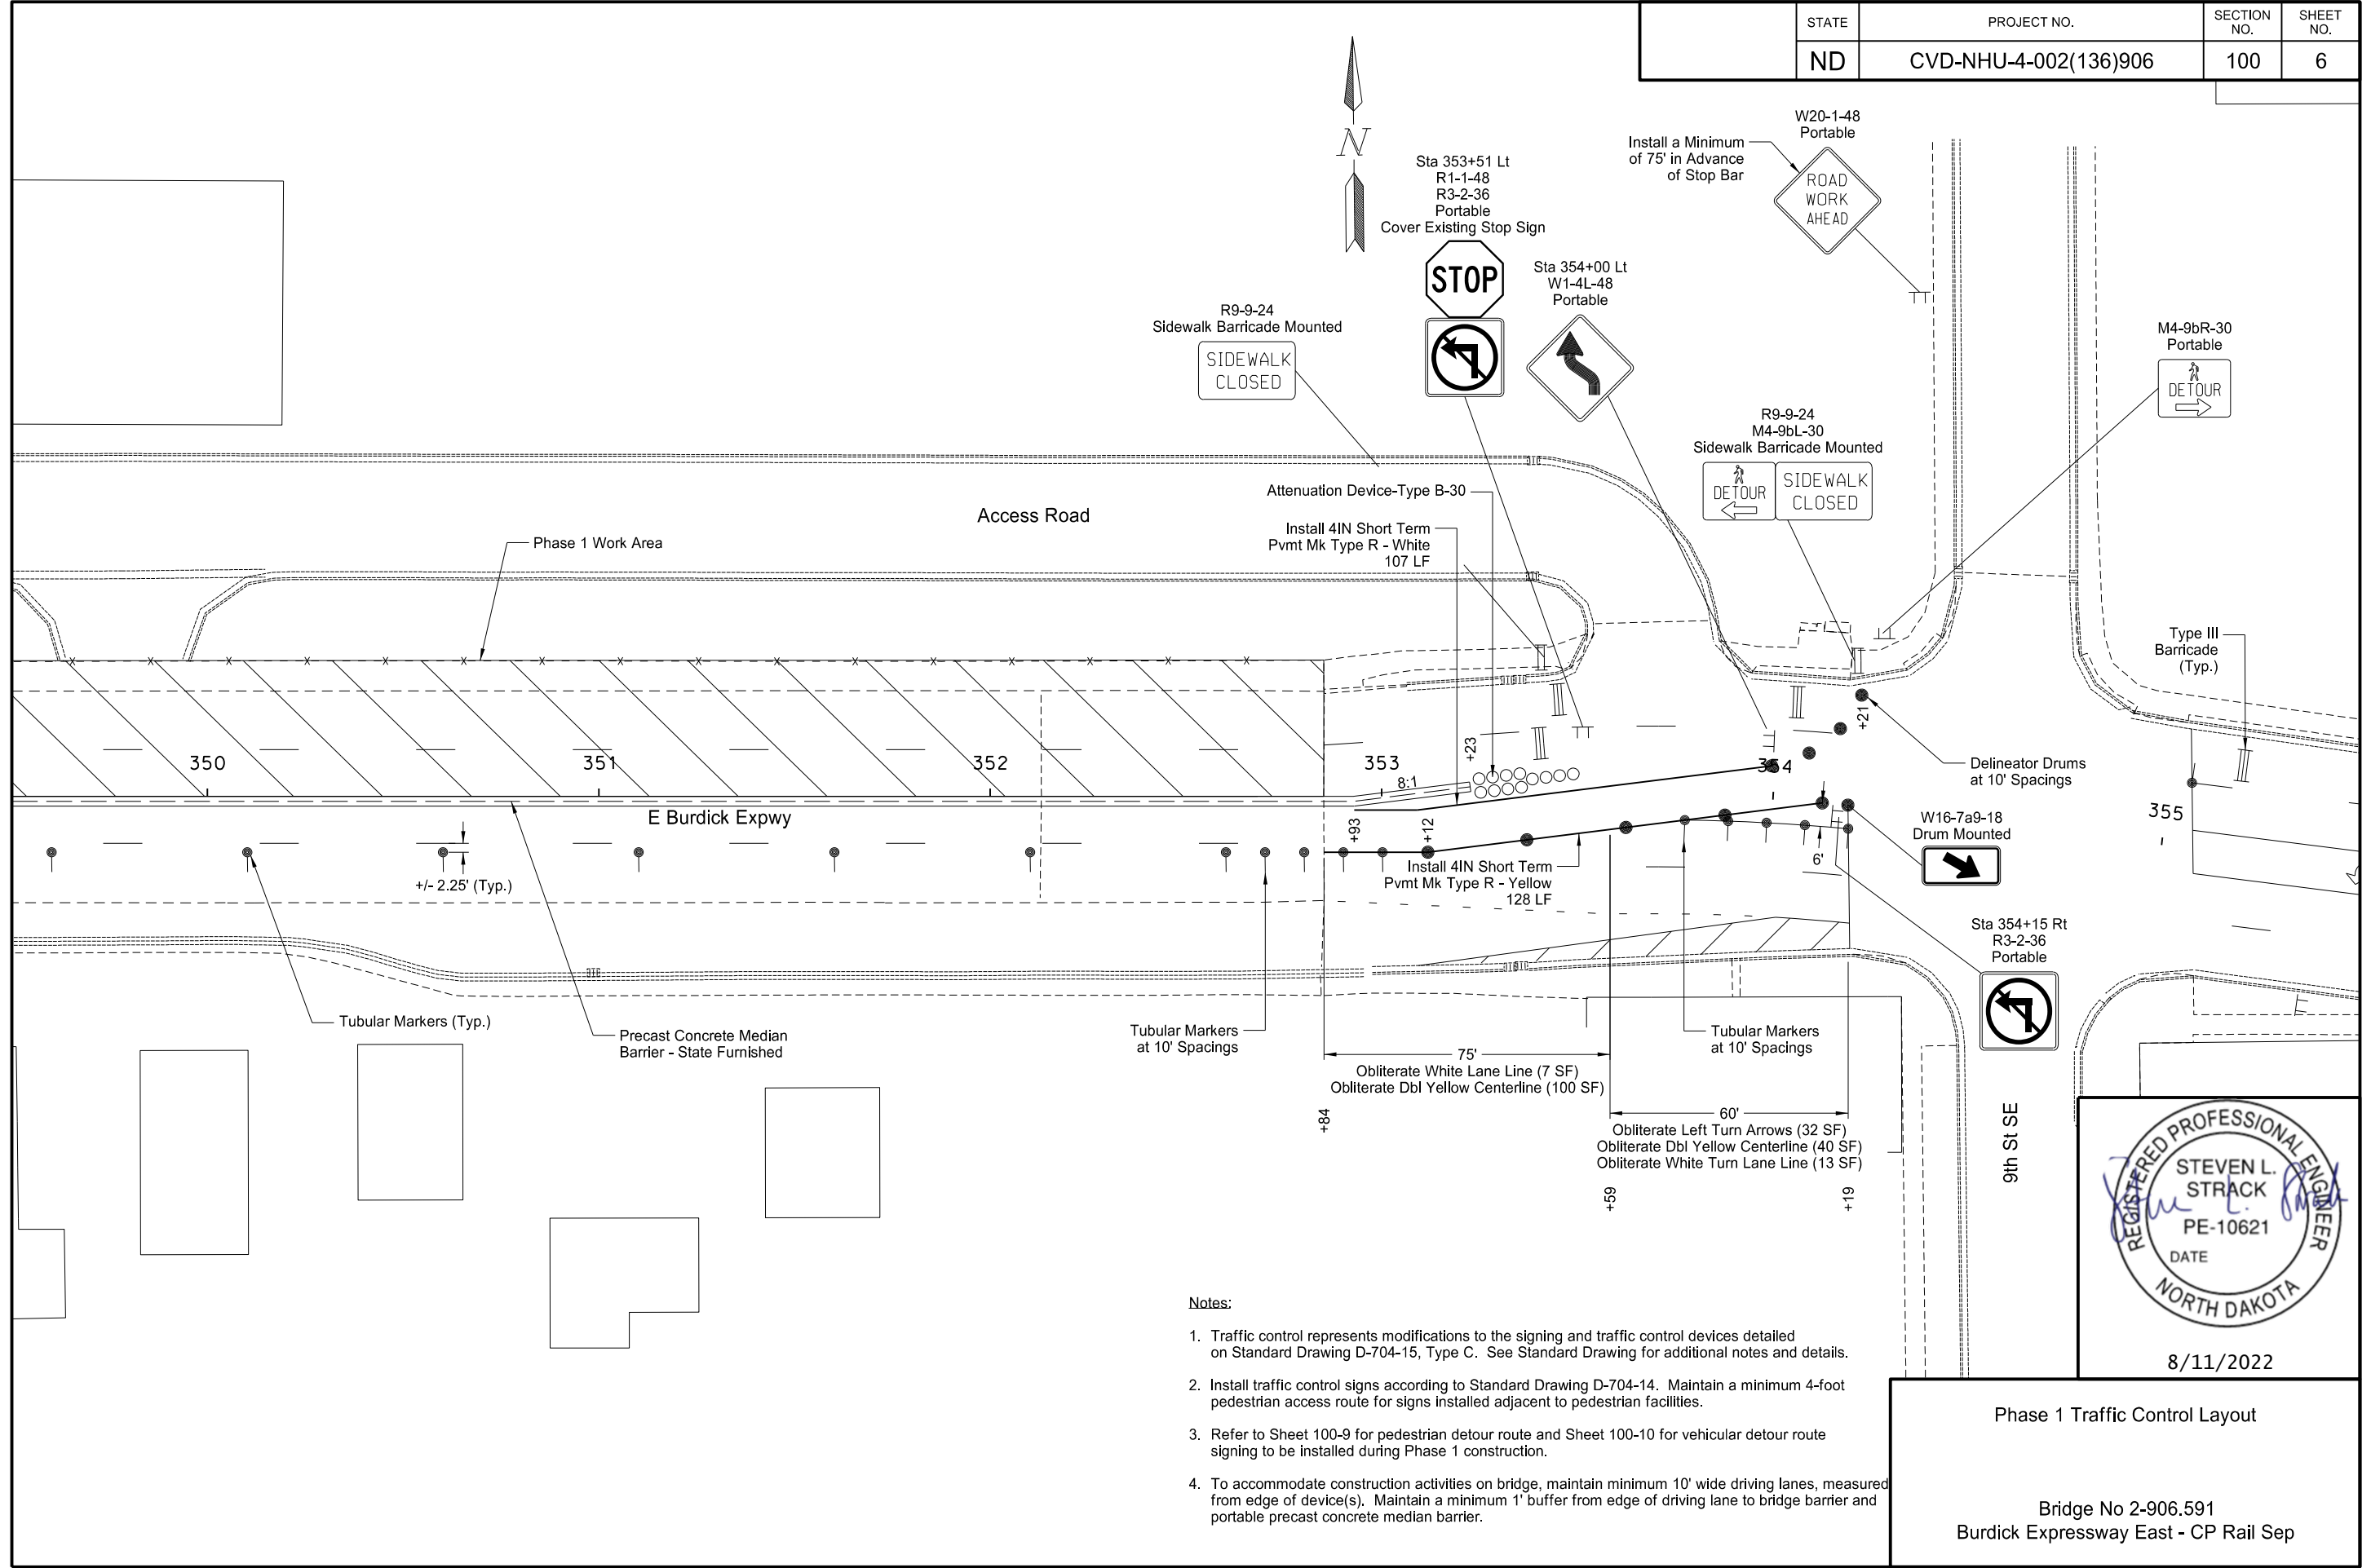 STATE
PROJECT NO.
SECTION
NO.
SHEET
NO.
ND
CVD-NHU-4-002(136)906
100
6
N
W20-1-48
Portable
Install a Minimum
of 75' in Advance
of Stop Bar
ROAD
WORK
AHEAD
Sta 353+51 Lt
R1-1-48
R3-2-36
Portable
Cover Existing Stop Sign
STOP
Sta 354+00 Lt
W1-4L-48
Portable
R9-9-24
Sidewalk Barricade Mounted
SIDEWALK
CLOSED
M4-9bR-30
Portable
DETOUR
R9-9-24
M4-9bL-30
Sidewalk Barricade Mounted
DETOUR
SIDEWALK
CLOSED
Attenuation Device-Type B-30
Access Road
Install 4IN Short Term
Pvmt Mk Type R - White
107 LF
Phase 1 Work Area
Type III
Barricade
(Typ.)
+21
+23
350
351
352
353
354
355
8:1
Delineator Drums
at 10' Spacings
E Burdick Expwy
+93
+12
W16-7a9-18
Drum Mounted
6'
+/- 2.25' (Typ.)
Install 4IN Short Term
Pvmt Mk Type R - Yellow
128 LF
Sta 354+15 Rt
R3-2-36
Portable
Tubular Markers (Typ.)
Precast Concrete Median
Barrier - State Furnished
Tubular Markers
at 10' Spacings
Tubular Markers
at 10' Spacings
75'
Obliterate White Lane Line (7 SF)
Obliterate Dbl Yellow Centerline (100 SF)
60'
Obliterate Left Turn Arrows (32 SF)
Obliterate Dbl Yellow Centerline (40 SF)
Obliterate White Turn Lane Line (13 SF)
+84
+59
+19
9th St SE
REGISTERED PROFESSIONAL ENGINEER
STEVEN L.
STRACK
PE-10621
DATE
NORTH DAKOTA
8/11/2022
Notes:
1. Traffic control represents modifications to the signing and traffic control devices detailed
on Standard Drawing D-704-15, Type C. See Standard Drawing for additional notes and details.
2. Install traffic control signs according to Standard Drawing D-704-14. Maintain a minimum 4-foot
pedestrian access route for signs installed adjacent to pedestrian facilities.
3. Refer to Sheet 100-9 for pedestrian detour route and Sheet 100-10 for vehicular detour route
signing to be installed during Phase 1 construction.
4. To accommodate construction activities on bridge, maintain minimum 10' wide driving lanes, measured
from edge of device(s). Maintain a minimum 1' buffer from edge of driving lane to bridge barrier and
portable precast concrete median barrier.
Phase 1 Traffic Control Layout
Bridge No 2-906.591
Burdick Expressway East - CP Rail Sep